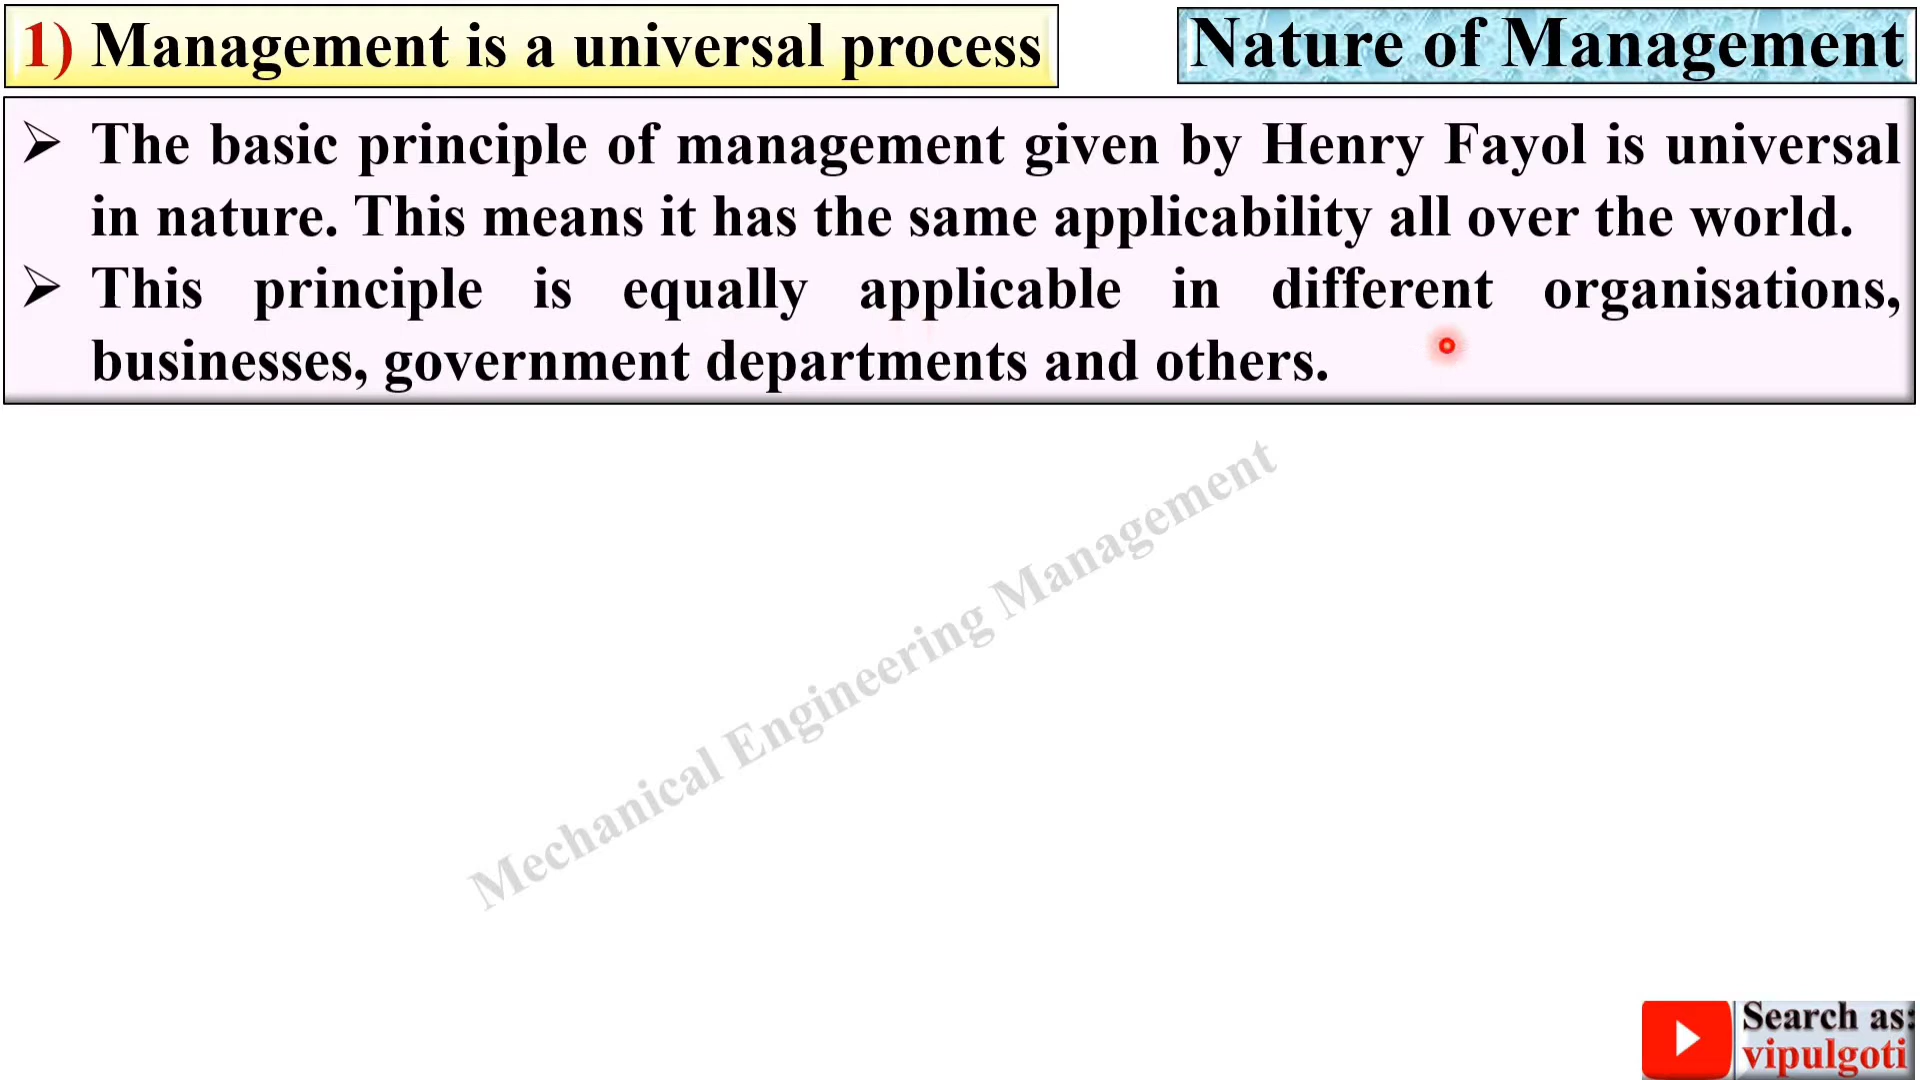 1) Management is a universal process
Nature of Management
➢ The basic principle of management given by Henry Fayol is universal
in nature. This means it has the same applicability all over the world.
➢ This principle is equally applicable in different organisations,
businesses, government departments and others.
Mechanical Engineering Management
Search as:
vipulgoti